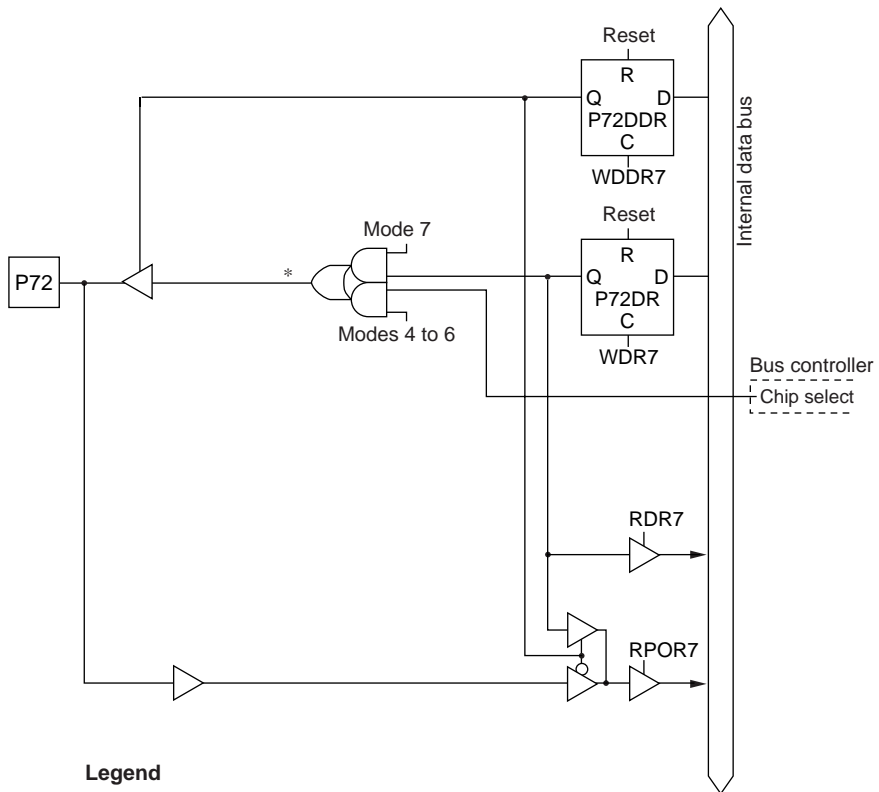 Reset
R
Q D
P72DDR
C
WDDR7
Internal data bus
Mode 7
Reset
R
P72
*
Q D
P72DR
C
Modes 4 to 6
WDR7
Bus controller
Chip select
RDR7
RPOR7
Legend